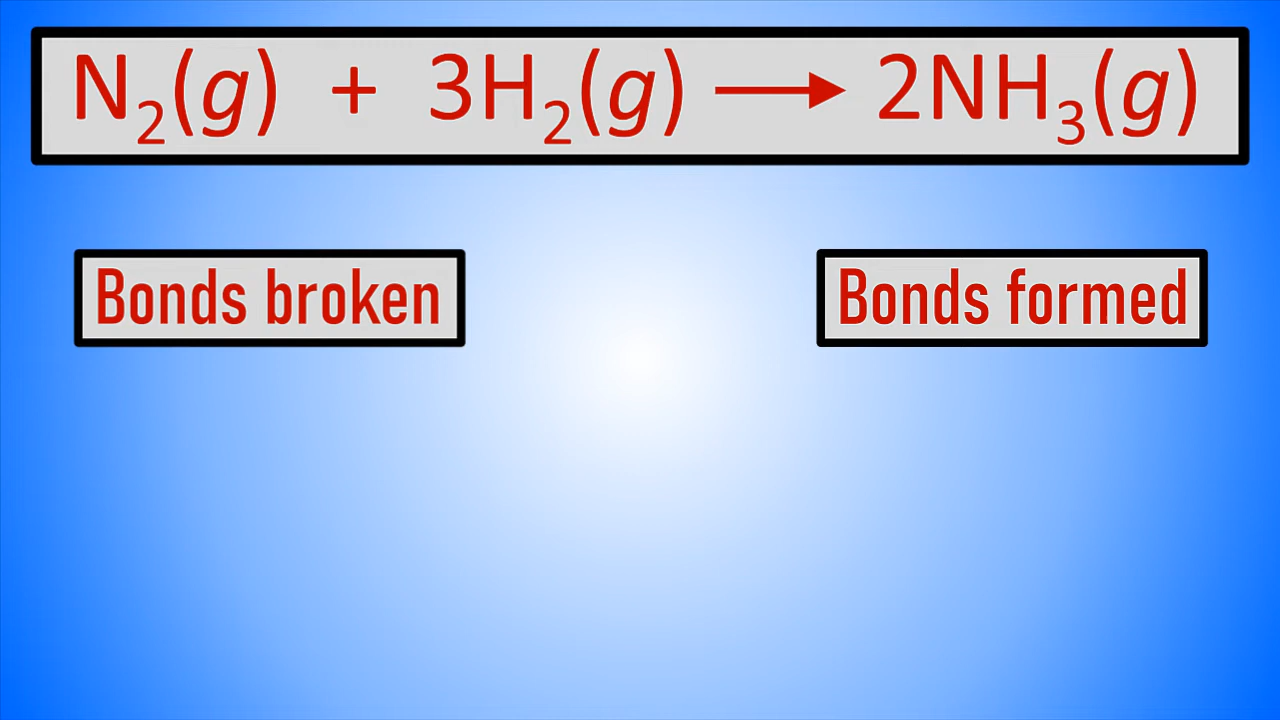 N₂(g) + 3H₂(g) ⟶ 2NH₃(g)
Bonds broken
Bonds formed